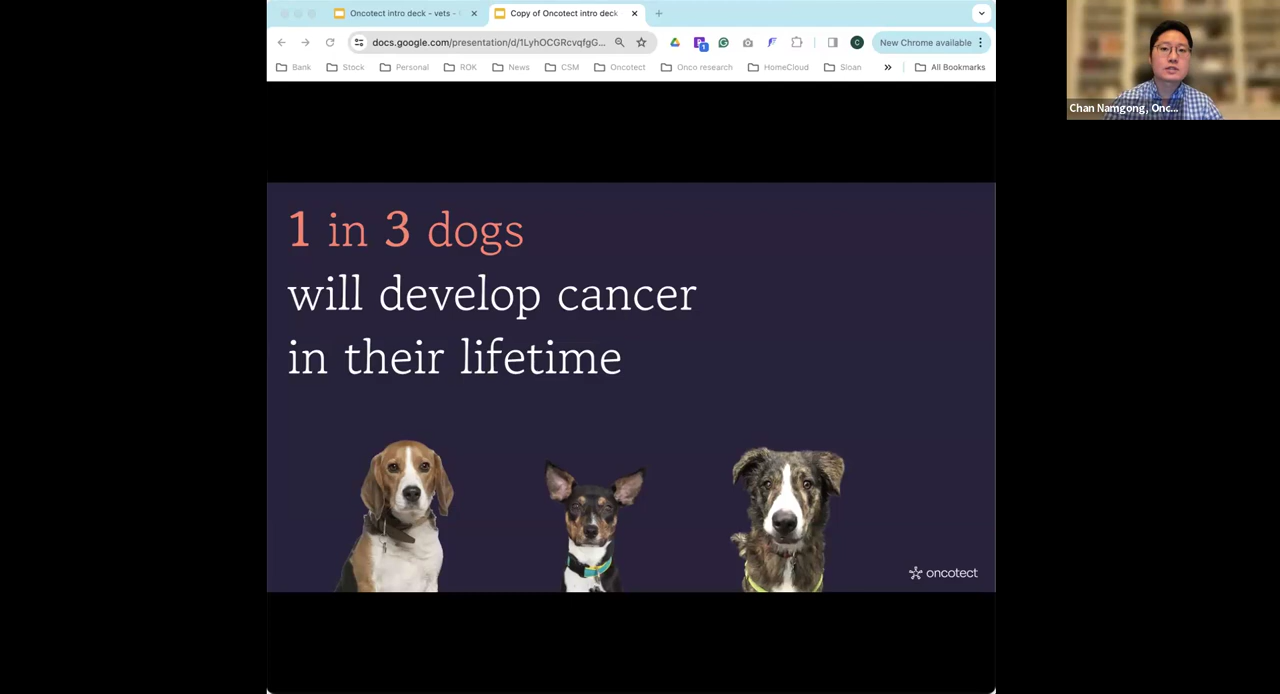 Oncotect intro deck – vets -
Copy of Oncotect intro deck
docs.google.com/presentation/d/1LyhOCGRcvqfgG...
1
C
New Chrome available
Bank
Stock
Personal
ROK
News
CSM
Oncotect
Onco research
HomeCloud
Sloan
»
All Bookmarks
Chan Namgong, Onc...
1 in 3 dogs
will develop cancer
in their lifetime
oncotect